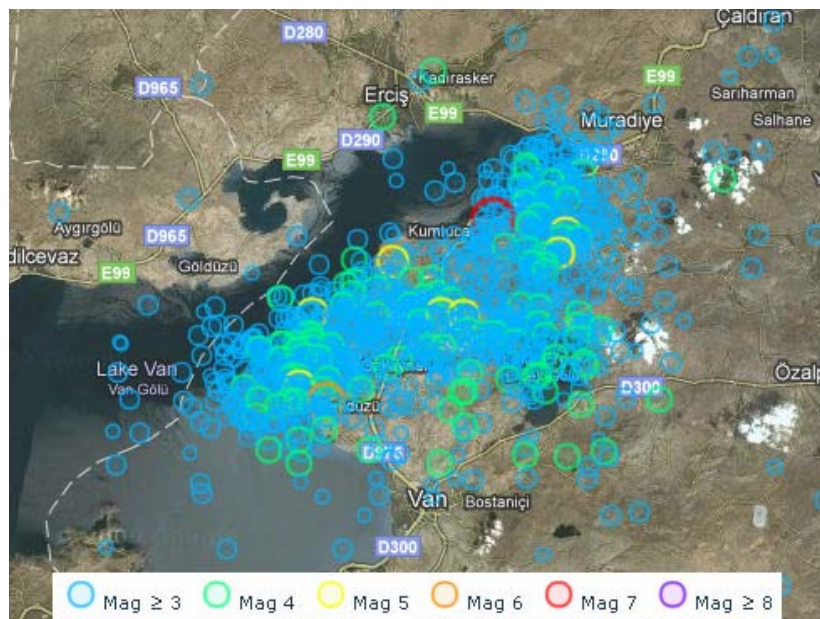 Çaldıran
D280
D965
Kadirasker
E99
Sarıharman
Erciş
E99
Salhane
Muradiye
D290
E99
Aygırgölü
Kumluca
D965
dilcevaz
Göldüzü
E99
Lake Van
Van Gölü
Özalp
D300
düzü
D975
Van
Bostaniçi
D300
Mag ≥ 3 Mag 4 Mag 5 Mag 6 Mag 7 Mag ≥ 8